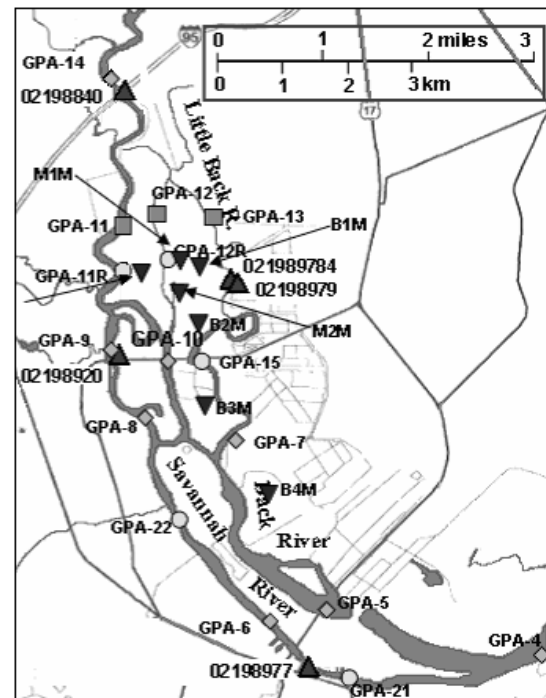 0 1 2 miles 3
0 1 2 3 km
95
GPA-14
02198840
17
Little Back R.
M1M
GPA-12
GPA-11
GPA-13
B1M
GPA-12R
021989784
GPA-11R
02198979
GPA-9
GPA-10
B2M
M2M
GPA-15
02198920
B3M
GPA-8
GPA-7
Savannah
River
Back
River
B4M
GPA-22
GPA-5
GPA-6
GPA-4
02198977
GPA-21